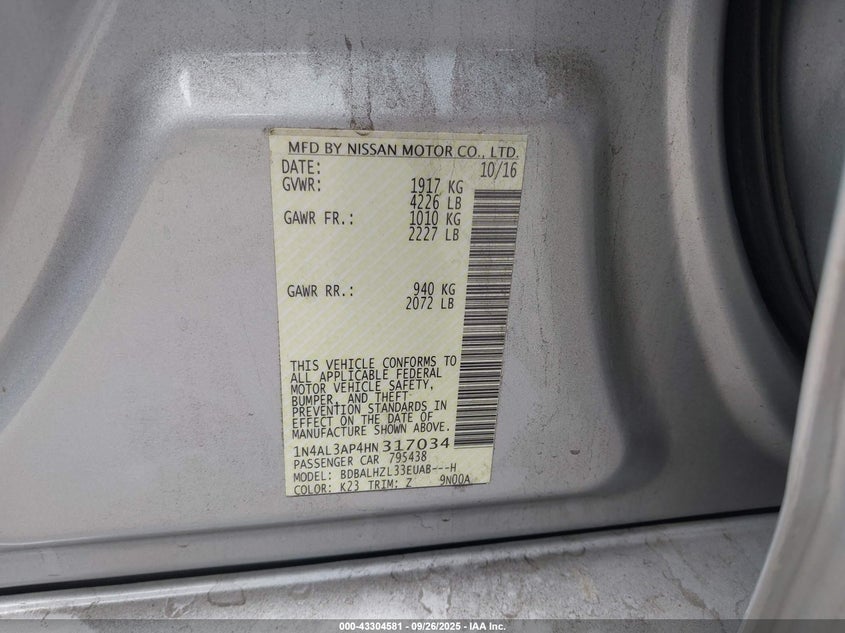 MFD BY NISSAN MOTOR CO., LTD.
DATE: 10/16
GVWR: 1917 KG
4226 LB
GAWR FR.: 1010 KG
2227 LB
GAWR RR.: 940 KG
2072 LB
THIS VEHICLE CONFORMS TO
ALL APPLICABLE FEDERAL
MOTOR VEHICLE SAFETY,
BUMPER, AND THEFT
PREVENTION STANDARDS IN
EFFECT ON THE DATE OF
MANUFACTURE SHOWN ABOVE.
1N4AL3AP4HN317034
PASSENGER CAR 795438
MODEL: BDBALHZL33EUAB---H
COLOR: K23 TRIM: Z 9N00A
000-43304581 - 09/26/2025 - IAA Inc.